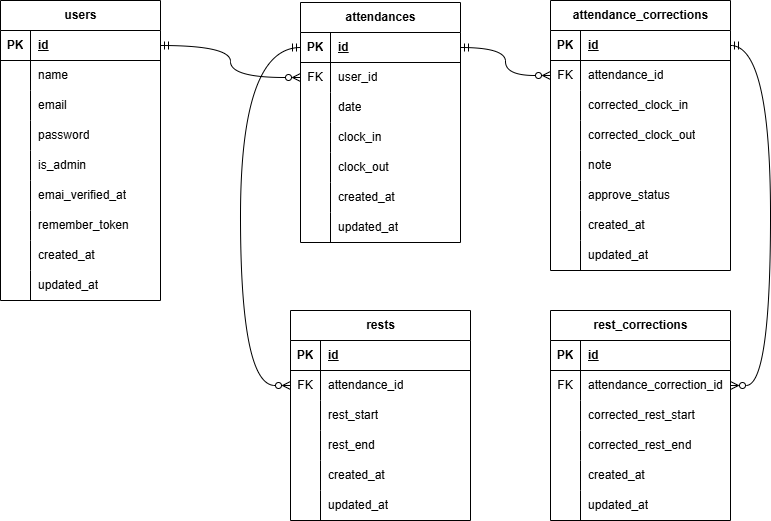 users
PK id
name
email
password
is_admin
emai_verified_at
remember_token
created_at
updated_at
attendances
PK id
FK user_id
date
clock_in
clock_out
created_at
updated_at
attendance_corrections
PK id
FK attendance_id
corrected_clock_in
corrected_clock_out
note
approve_status
created_at
updated_at
rests
PK id
FK attendance_id
rest_start
rest_end
created_at
updated_at
rest_corrections
PK id
FK attendance_correction_id
corrected_rest_start
corrected_rest_end
created_at
updated_at